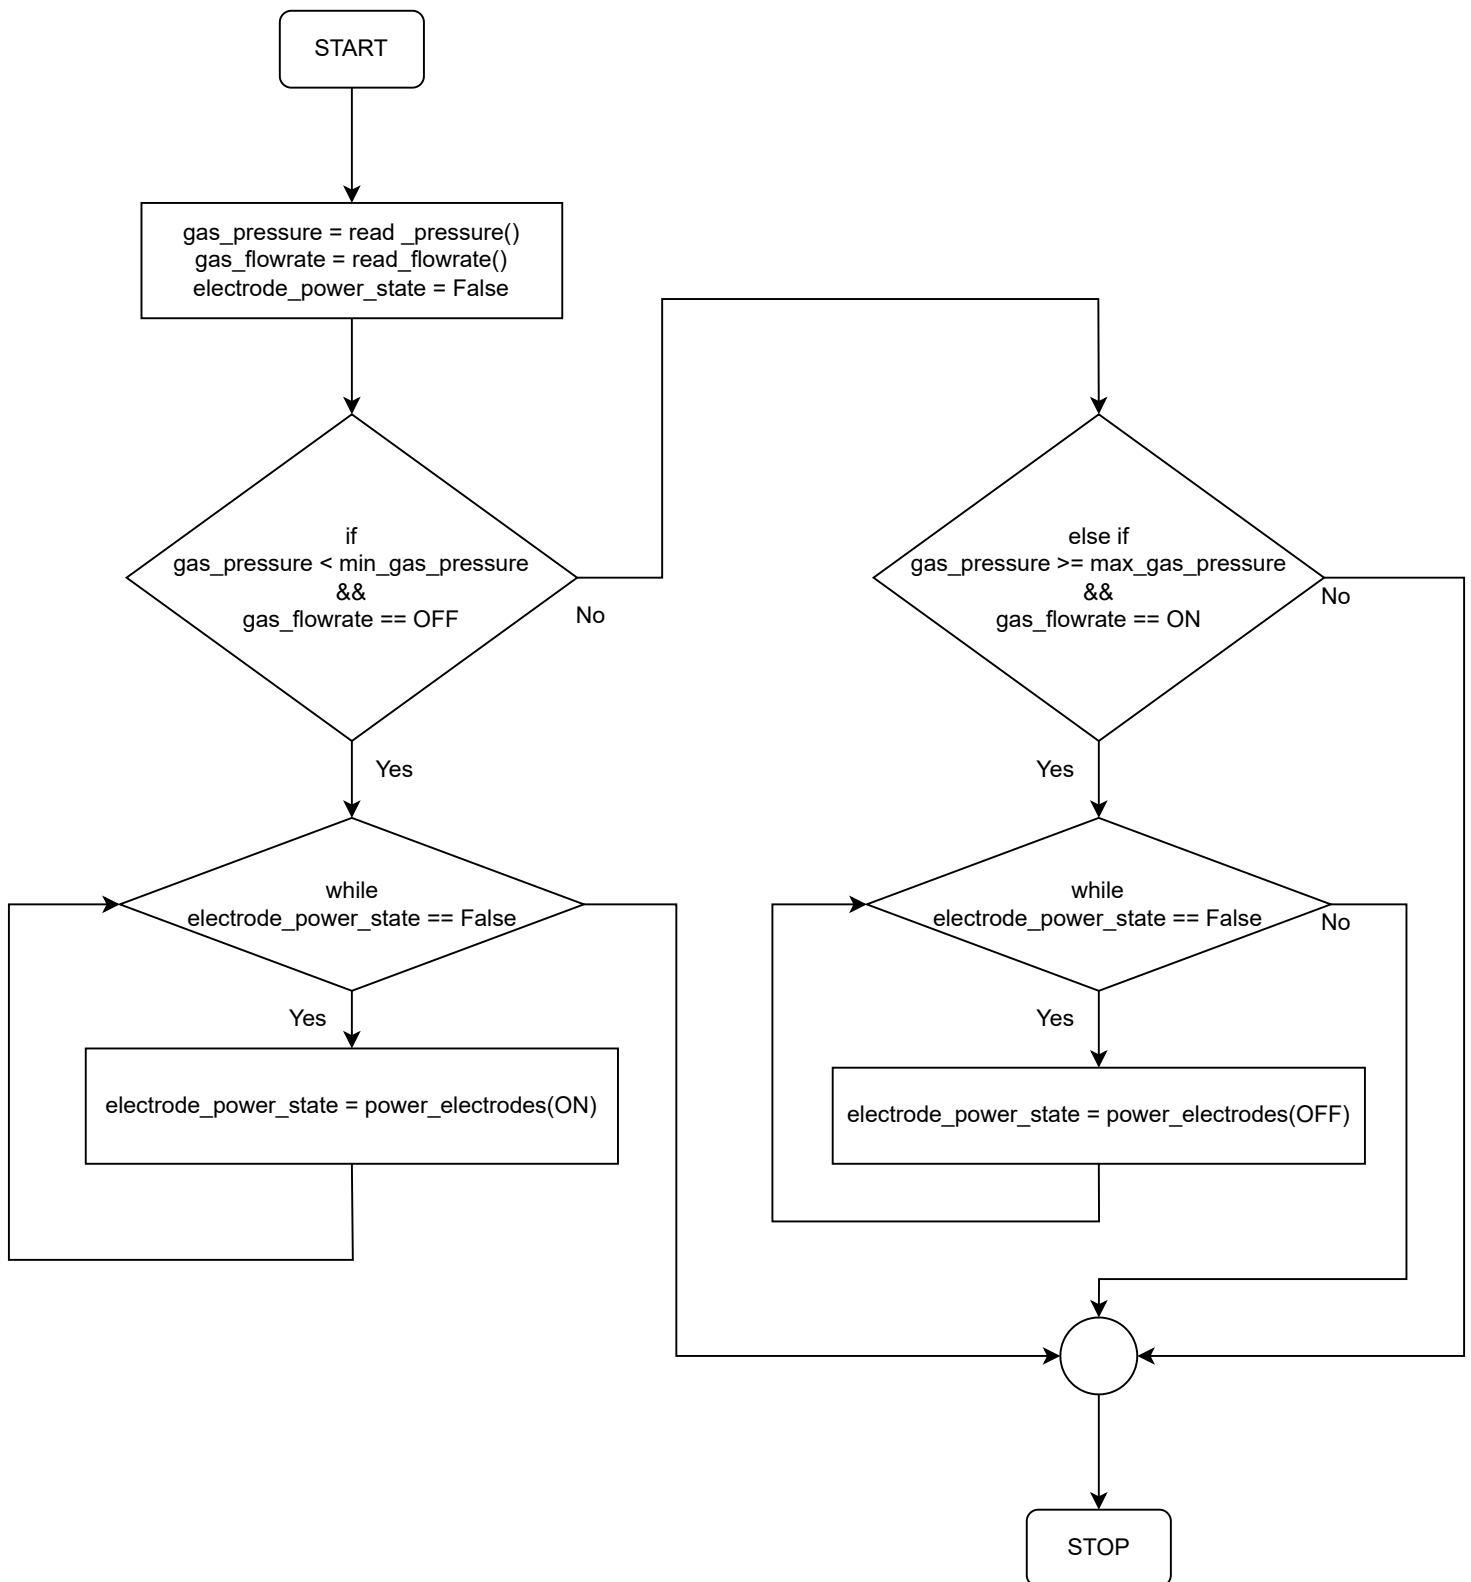 START
gas_pressure = read _pressure()
gas_flowrate = read_flowrate()
electrode_power_state = False
if
gas_pressure < min_gas_pressure
&&
gas_flowrate == OFF
No
else if
gas_pressure >= max_gas_pressure
&&
gas_flowrate == ON
No
Yes
Yes
while
electrode_power_state == False
while
electrode_power_state == False
No
Yes
Yes
electrode_power_state = power_electrodes(ON)
electrode_power_state = power_electrodes(OFF)
STOP